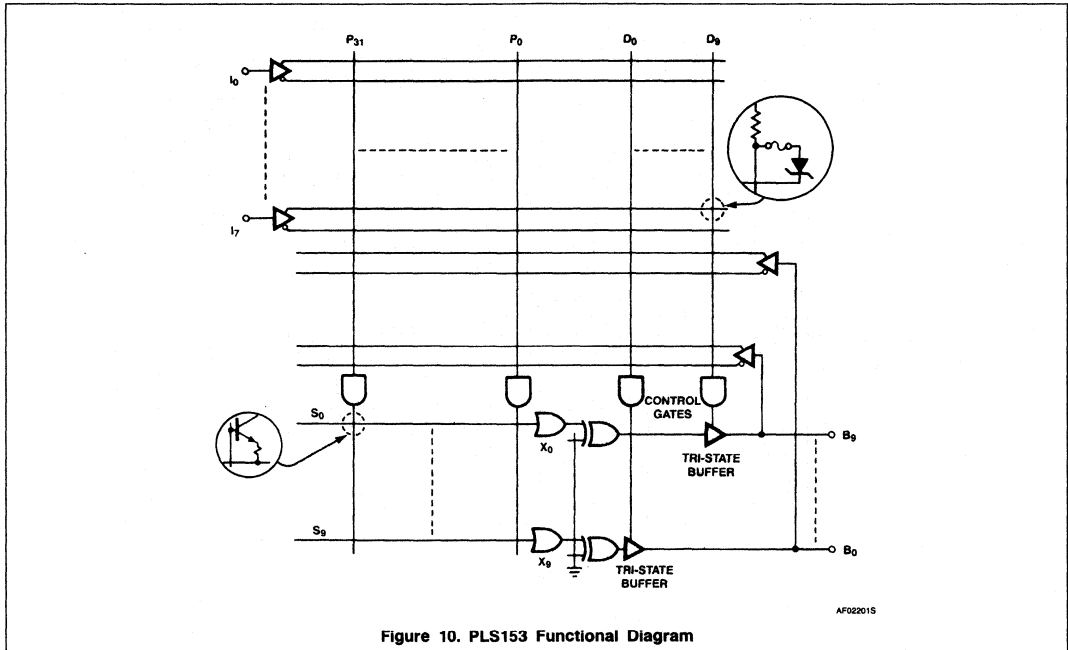 P31 P0 D0 D9
I0
I7
CONTROL
GATES
S0
X0
B9
TRI-STATE
BUFFER
S9
X9
B0
TRI-STATE
BUFFER
AF02201S
Figure 10. PLS153 Functional Diagram